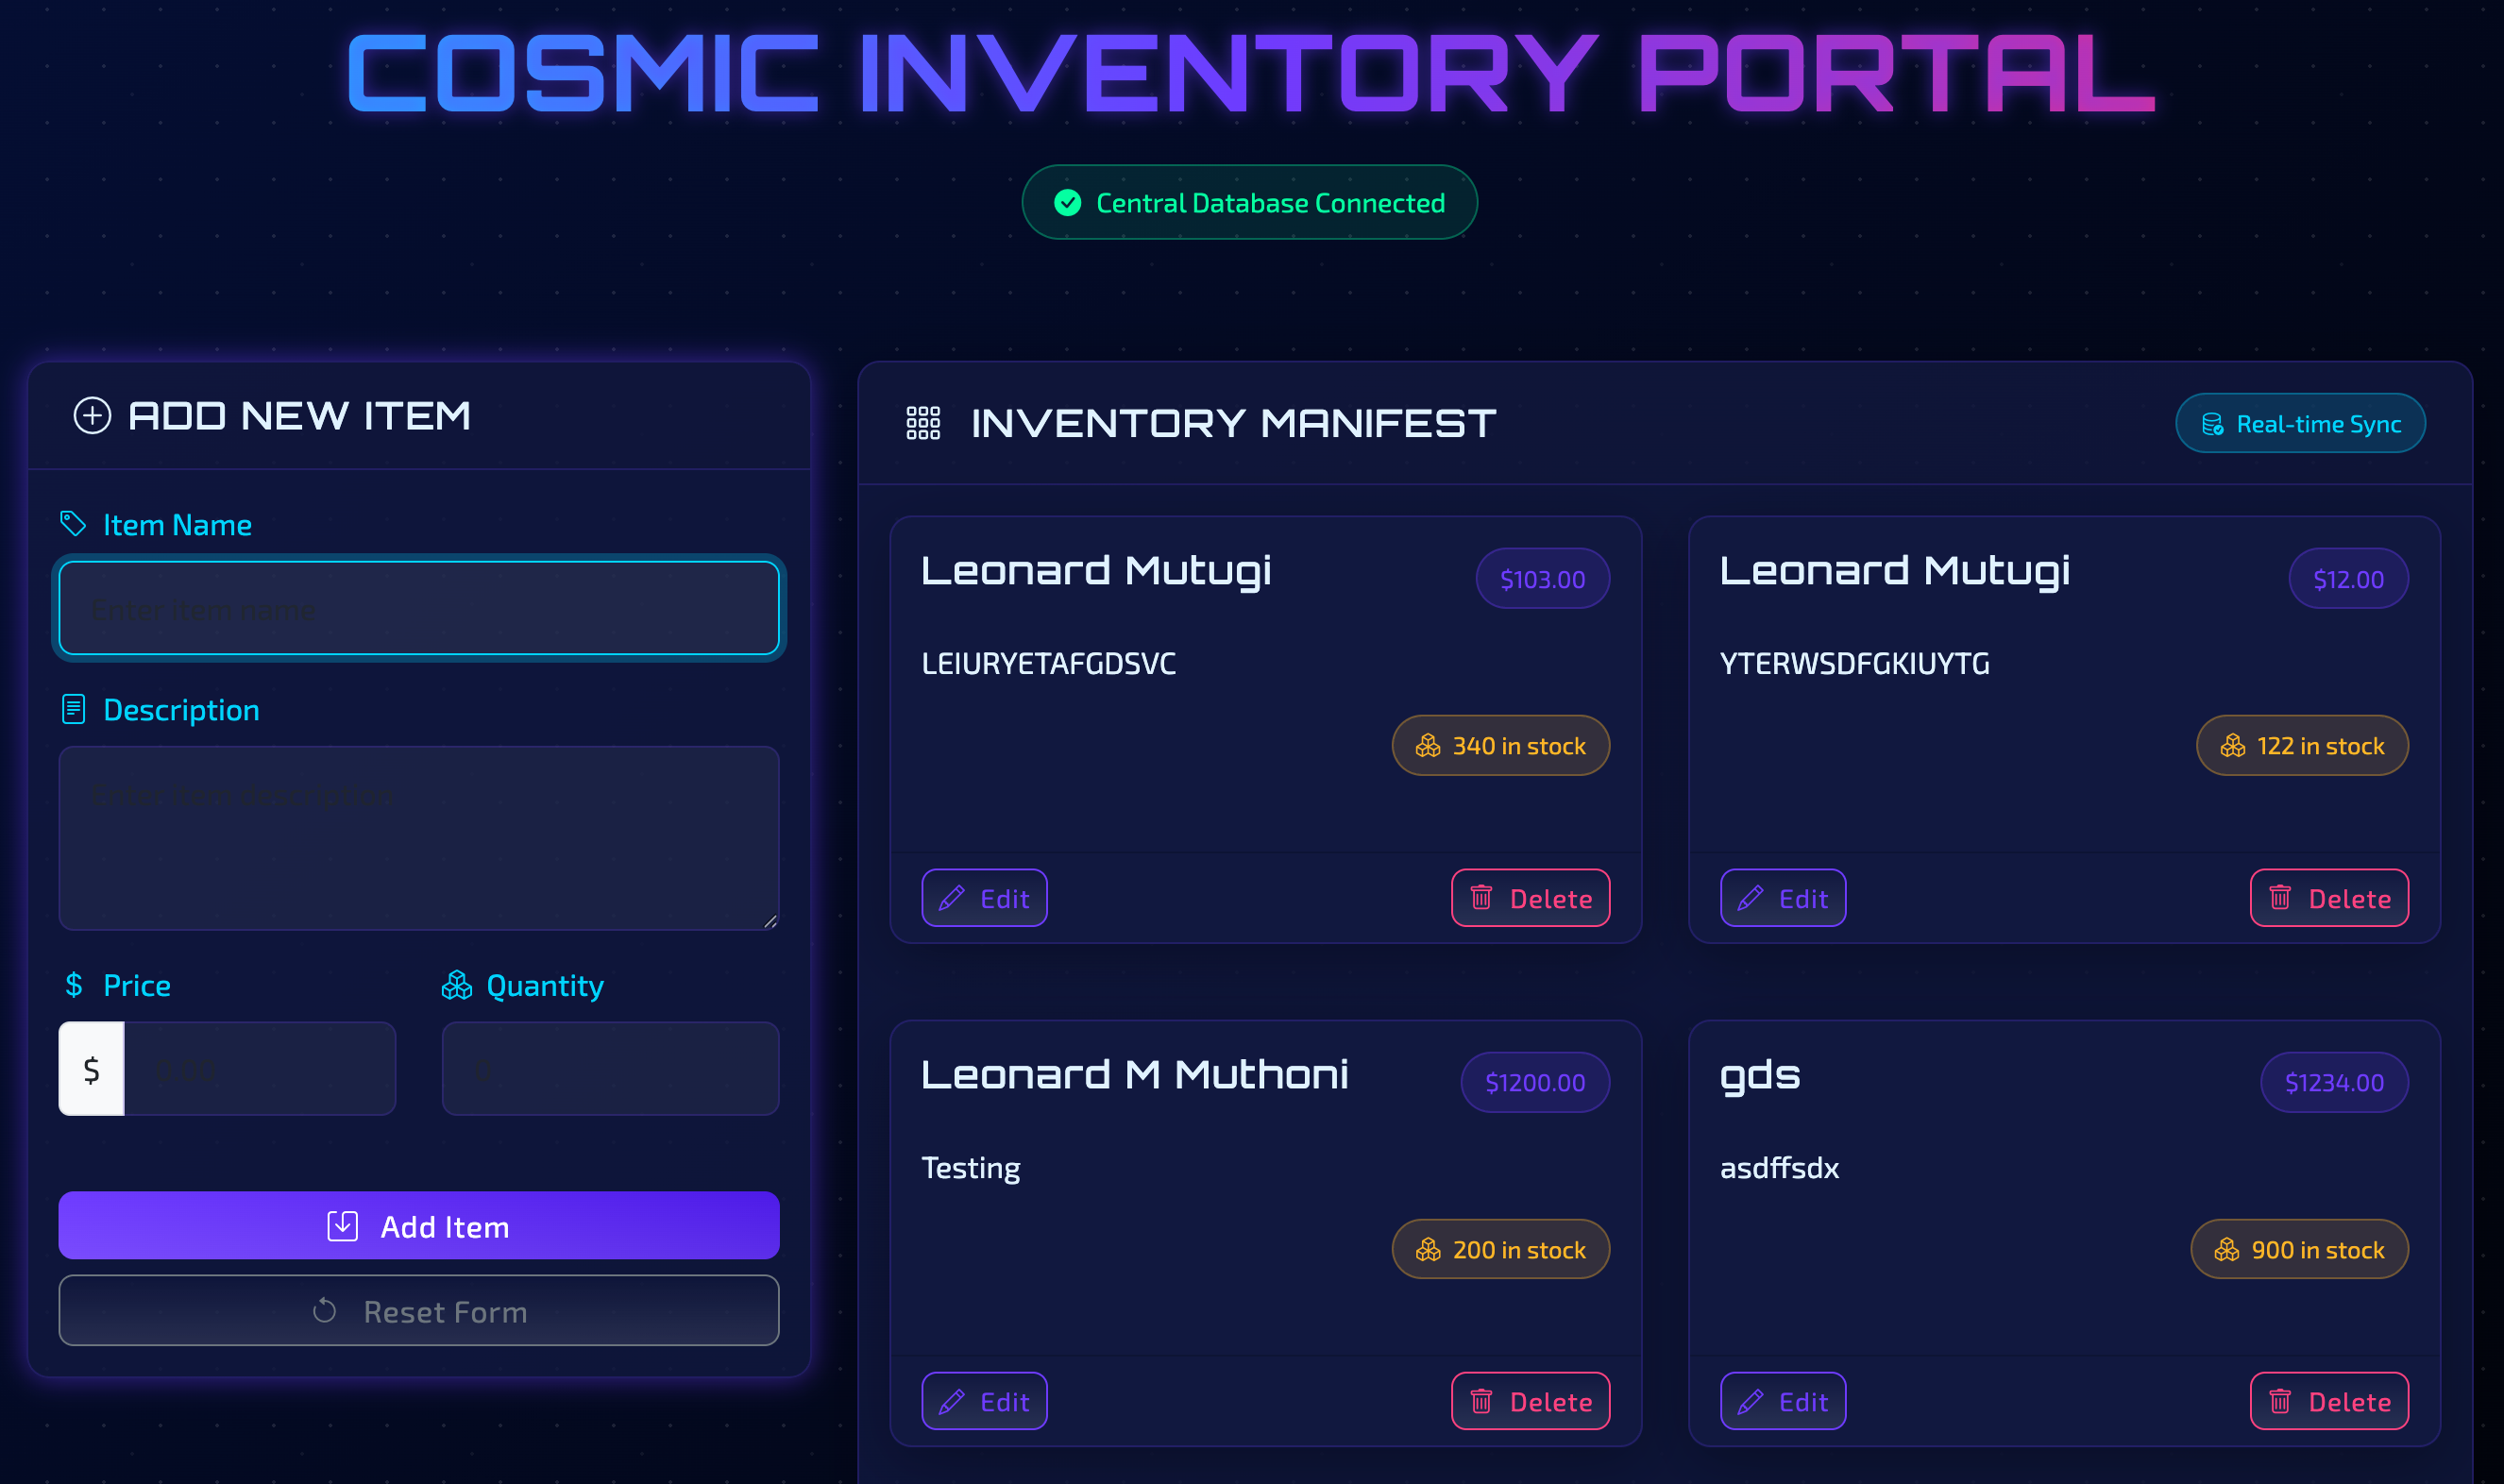 COSMIC INVENTORY PORTAL
Central Database Connected
ADD NEW ITEM
Item Name
Enter item name
Description
Enter item description
$ Price
Quantity
$ 0.00
0
Add Item
Reset Form
INVENTORY MANIFEST
Real-time Sync
Leonard Mutugi
$103.00
LEIURYETAFGDSVC
340 in stock
Edit
Delete
Leonard Mutugi
$12.00
YTERWSDFGKIUYTG
122 in stock
Edit
Delete
Leonard M Muthoni
$1200.00
Testing
200 in stock
Edit
Delete
gds
$1234.00
asdffsdx
900 in stock
Edit
Delete